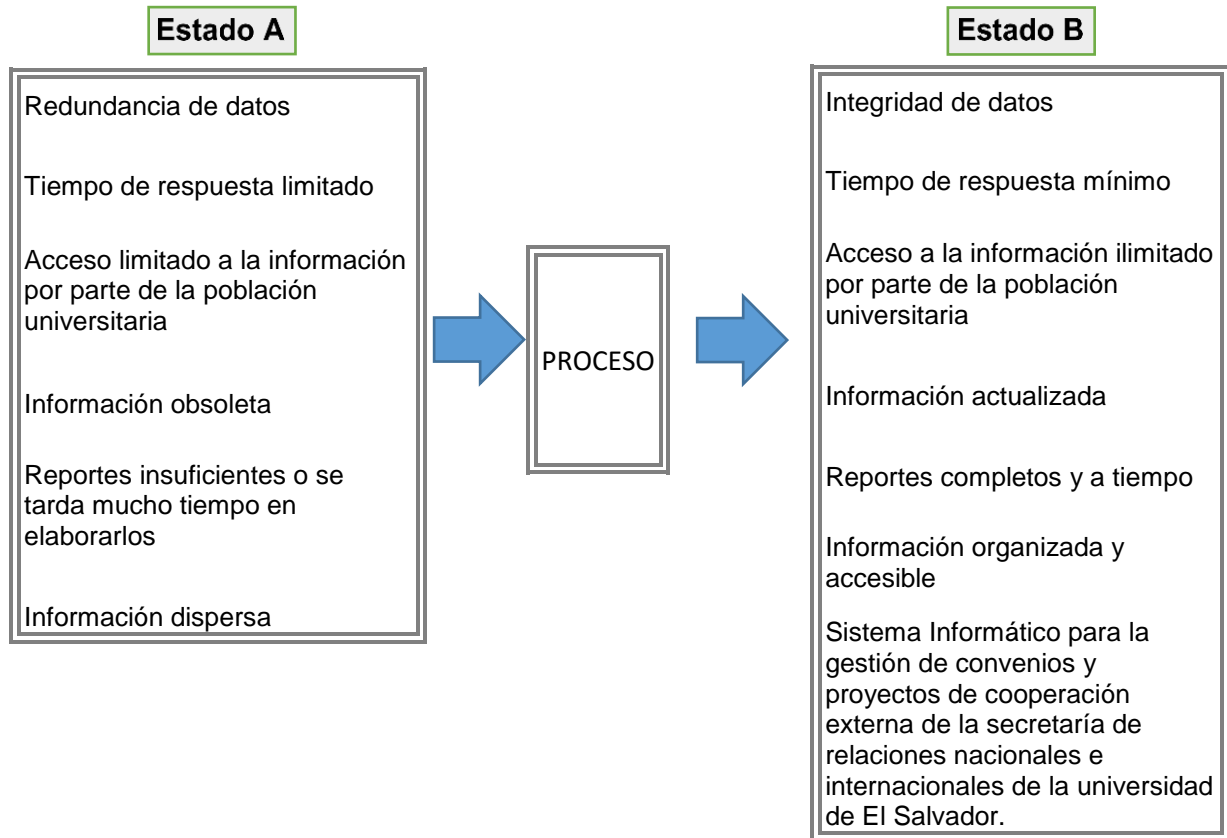 Estado A
Redundancia de datos
Tiempo de respuesta limitado
Acceso limitado a la información
por parte de la población
universitaria
Información obsoleta
Reportes insuficientes o se
tarda mucho tiempo en
elaborarlos
Información dispersa
PROCESO
Estado B
Integridad de datos
Tiempo de respuesta mínimo
Acceso a la información ilimitado
por parte de la población
universitaria
Información actualizada
Reportes completos y a tiempo
Información organizada y
accesible
Sistema Informático para la
gestión de convenios y
proyectos de cooperación
externa de la secretaría de
relaciones nacionales e
internacionales de la universidad
de El Salvador.